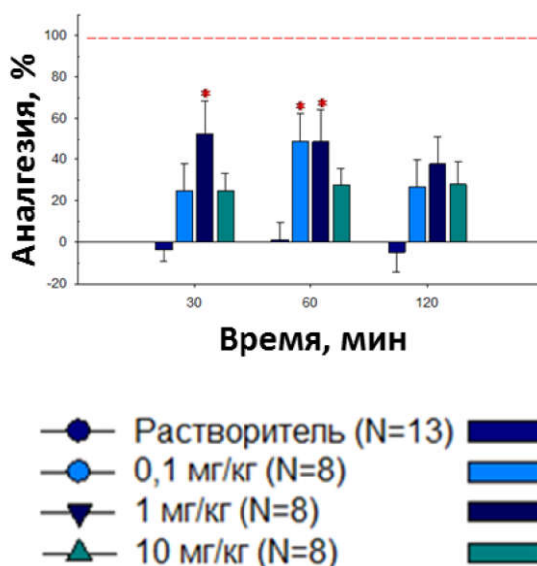 100
80
60
40
20
0
-20
Аналгезия, %
*
* *
30 60 120
Время, мин
Растворитель (N=13)
0,1 мг/кг (N=8)
1 мг/кг (N=8)
10 мг/кг (N=8)